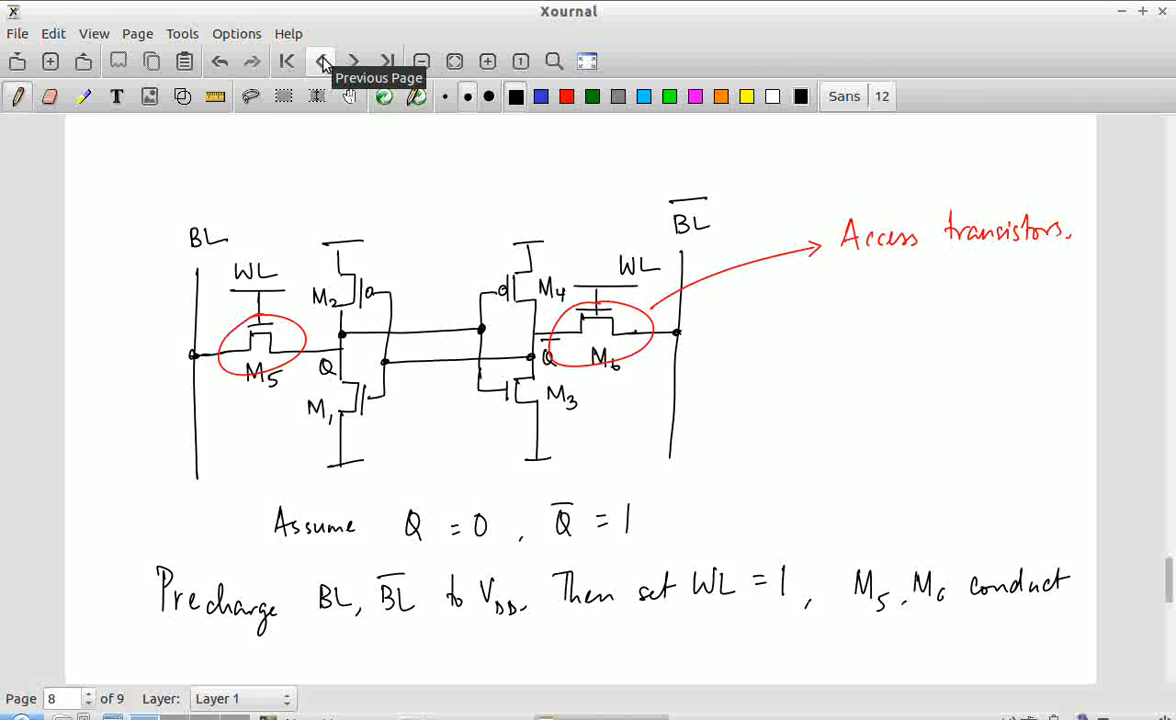 Xournal
File Edit View Page Tools Options Help
Previous Page
Sans 12
BL
WL
M5
M2
Q
M1
M4
M3
Q̅
WL
M6
B̅L̅
Access transistors.
Assume Q = 0 , Q̅ = 1
Precharge BL, B̅L̅ to VDD. Then set WL = 1 , M5, M6 conduct
Page 8 of 9 Layer: Layer 1